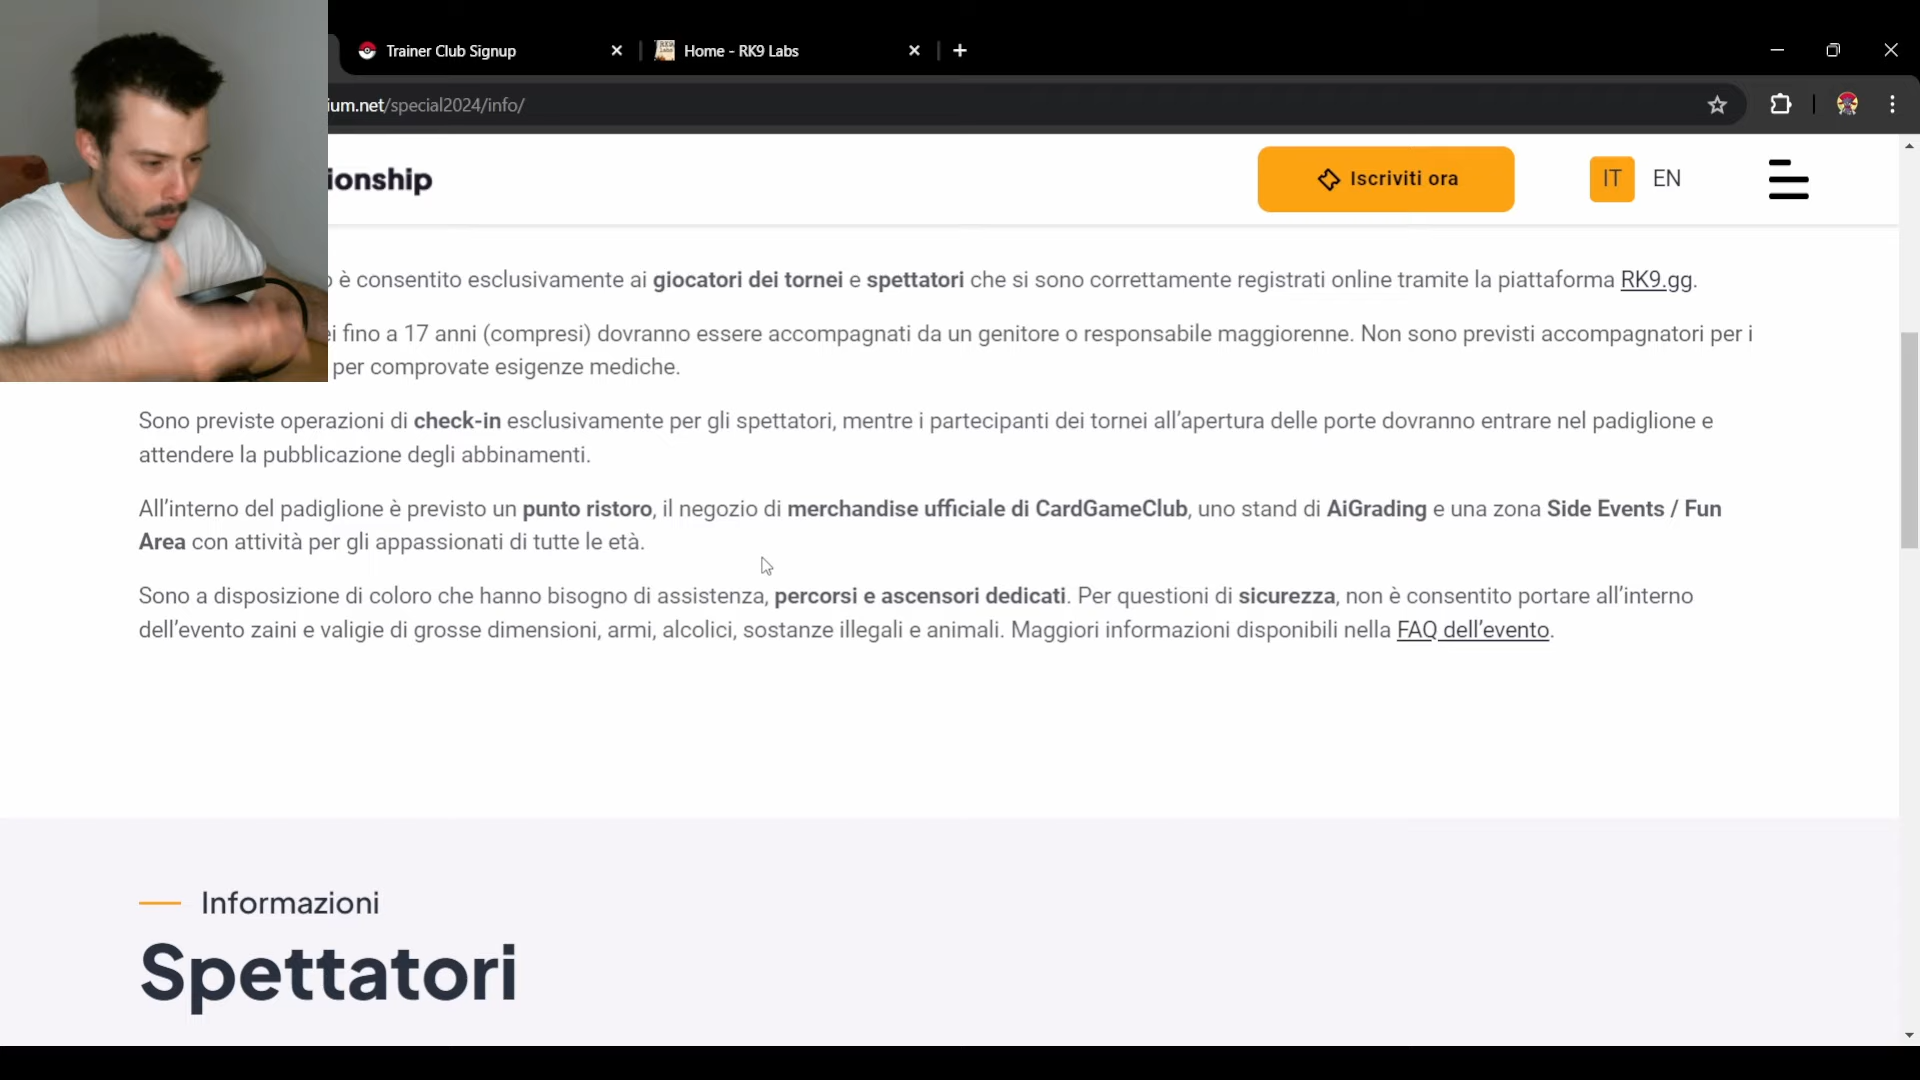 Trainer Club Signup
Home - RK9 Labs
ium.net/special2024/info/
ionship
Iscriviti ora
IT EN
è consentito esclusivamente ai giocatori dei tornei e spettatori che si sono correttamente registrati online tramite la piattaforma RK9.gg.
fino a 17 anni (compresi) dovranno essere accompagnati da un genitore o responsabile maggiorenne. Non sono previsti accompagnatori per i
per comprovate esigenze mediche.
Sono previste operazioni di check-in esclusivamente per gli spettatori, mentre i partecipanti dei tornei all’apertura delle porte dovranno entrare nel padiglione e
attendere la pubblicazione degli abbinamenti.
All’interno del padiglione è previsto un punto ristoro, il negozio di merchandise ufficiale di CardGameClub, uno stand di AiGrading e una zona Side Events / Fun
Area con attività per gli appassionati di tutte le età.
Sono a disposizione di coloro che hanno bisogno di assistenza, percorsi e ascensori dedicati. Per questioni di sicurezza, non è consentito portare all’interno
dell’evento zaini e valigie di grosse dimensioni, armi, alcolici, sostanze illegali e animali. Maggiori informazioni disponibili nella FAQ dell’evento.
Informazioni
Spettatori